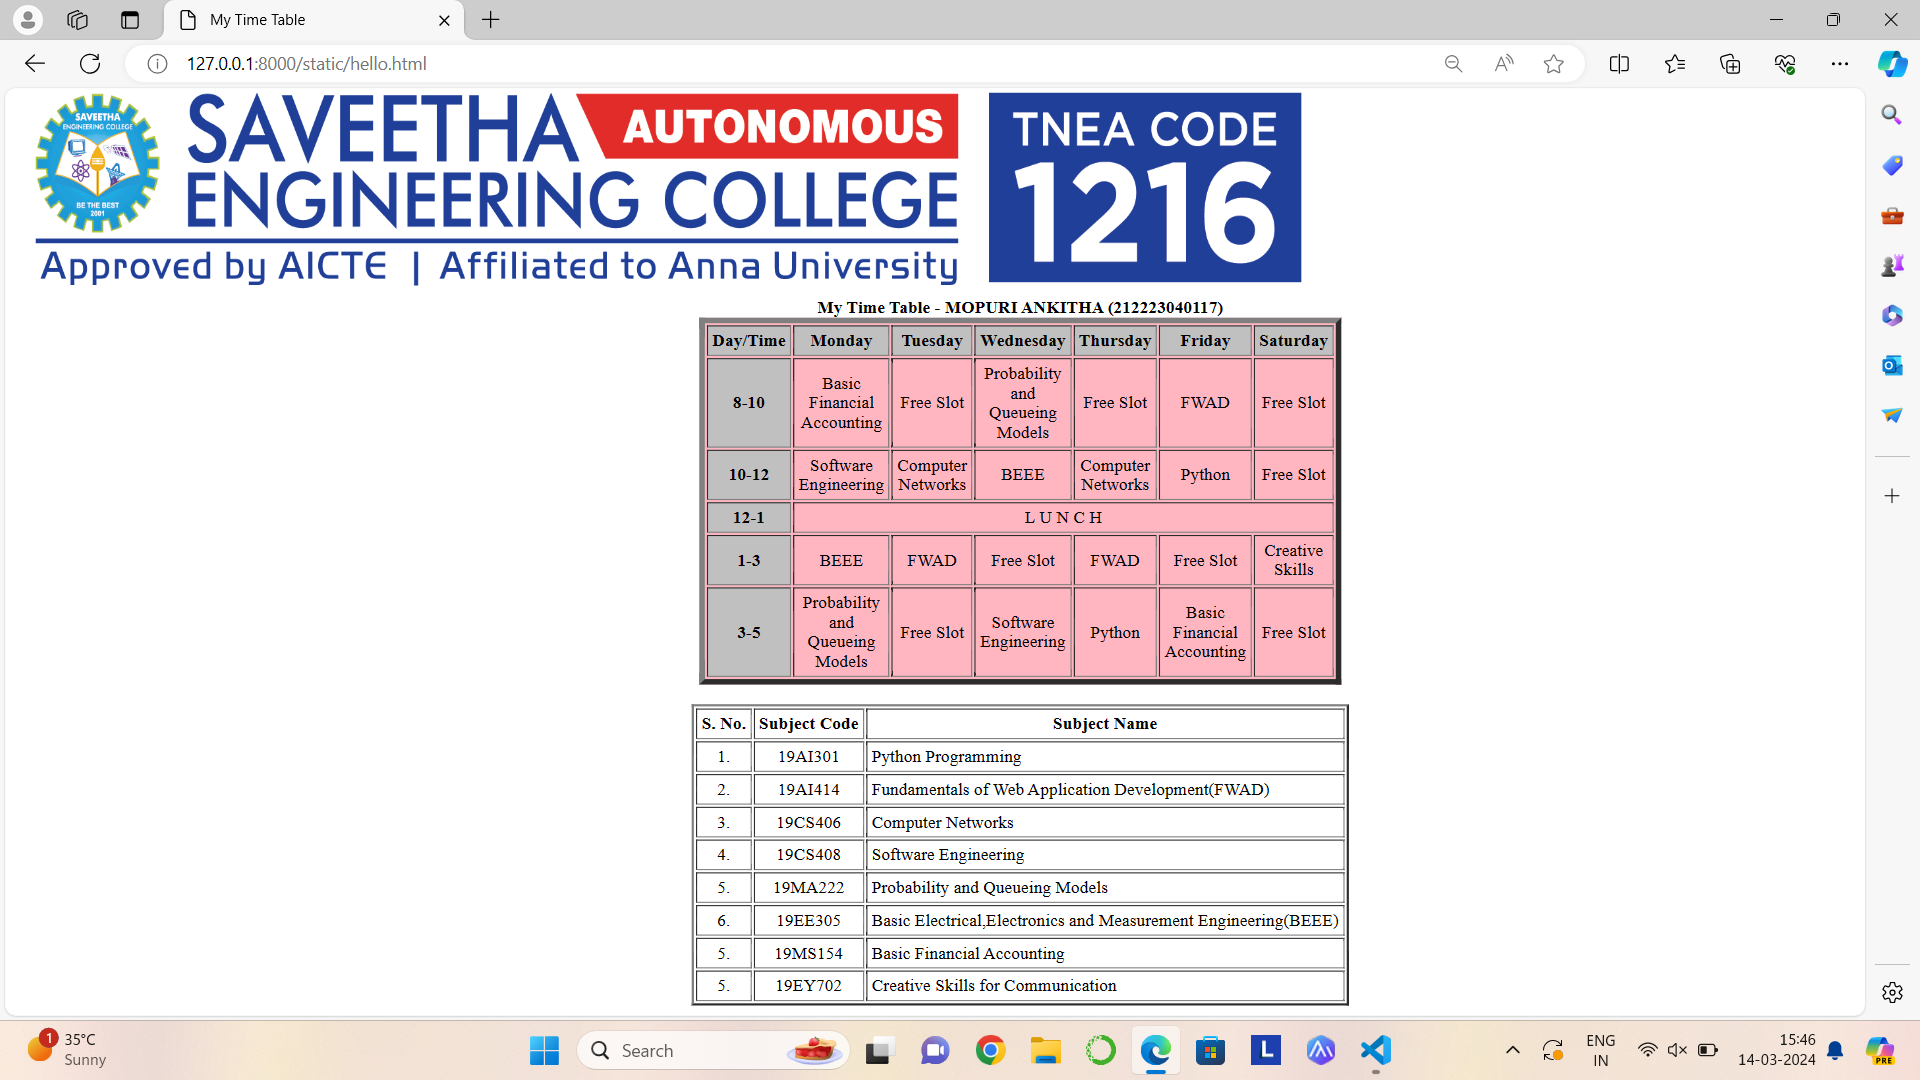 My Time Table
127.0.0.1:8000/static/hello.html
SAVEETHA
ENGINEERING COLLEGE
BE THE BEST
2001
SAVEETHA AUTONOMOUS
ENGINEERING COLLEGE
Approved by AICTE | Affiliated to Anna University
TNEA CODE
1216
My Time Table - MOPURI ANKITHA (212223040117)
Day/Time Monday Tuesday Wednesday Thursday Friday Saturday
8-10 Basic Financial Accounting Free Slot Probability and Queueing Models Free Slot FWAD Free Slot
10-12 Software Engineering Computer Networks BEEE Computer Networks Python Free Slot
12-1 L U N C H
1-3 BEEE FWAD Free Slot FWAD Free Slot Creative Skills
3-5 Probability and Queueing Models Free Slot Software Engineering Python Basic Financial Accounting Free Slot
S. No. Subject Code Subject Name
1. 19AI301 Python Programming
2. 19AI414 Fundamentals of Web Application Development(FWAD)
3. 19CS406 Computer Networks
4. 19CS408 Software Engineering
5. 19MA222 Probability and Queueing Models
6. 19EE305 Basic Electrical,Electronics and Measurement Engineering(BEEE)
5. 19MS154 Basic Financial Accounting
5. 19EY702 Creative Skills for Communication
1
35°C
Sunny
Search
L
ENG
IN
15:46
14-03-2024
PRE